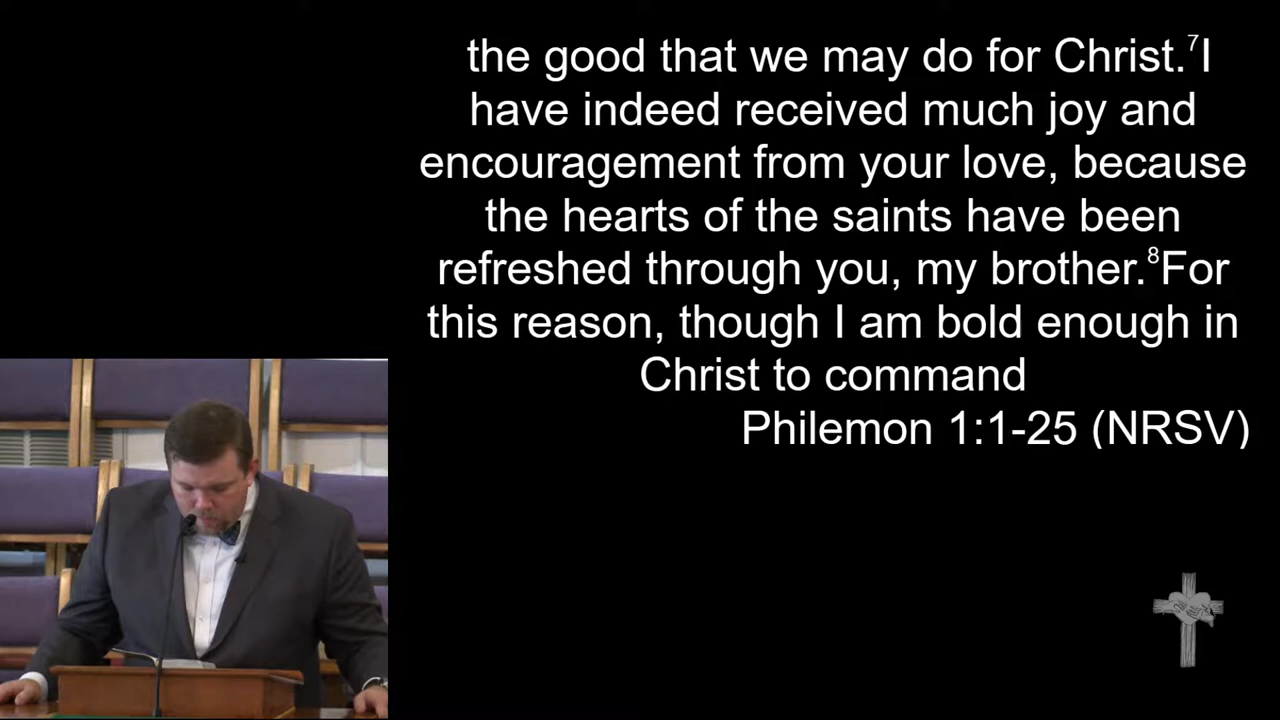 the good that we may do for Christ.⁷I
have indeed received much joy and
encouragement from your love, because
the hearts of the saints have been
refreshed through you, my brother.⁸For
this reason, though I am bold enough in
Christ to command
Philemon 1:1-25 (NRSV)